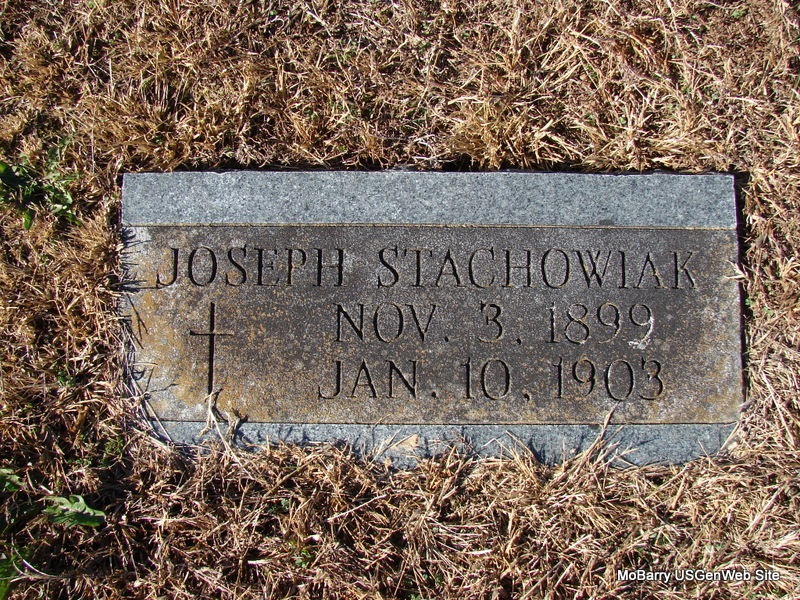 JOSEPH STACHOWIAK
NOV. 3, 1899
JAN. 10, 1903
MoBarry USGenWeb Site